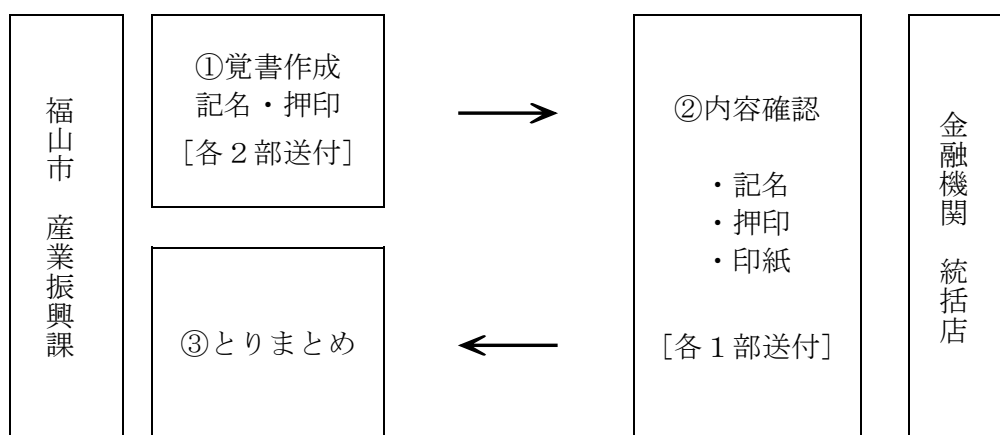 福山市　産業振興課
①覚書作成
記名・押印
［各２部送付］
③とりまとめ
②内容確認
・記名
・押印
・印紙
［各１部送付］
金融機関　統括店